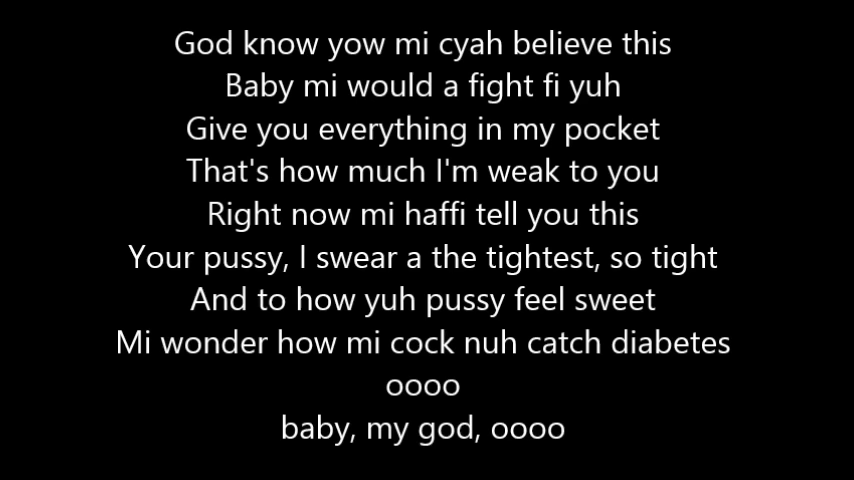 God know yow mi cyah believe this
Baby mi would a fight fi yuh
Give you everything in my pocket
That's how much I'm weak to you
Right now mi haffi tell you this
Your pussy, I swear a the tightest, so tight
And to how yuh pussy feel sweet
Mi wonder how mi cock nuh catch diabetes
oooo
baby, my god, oooo